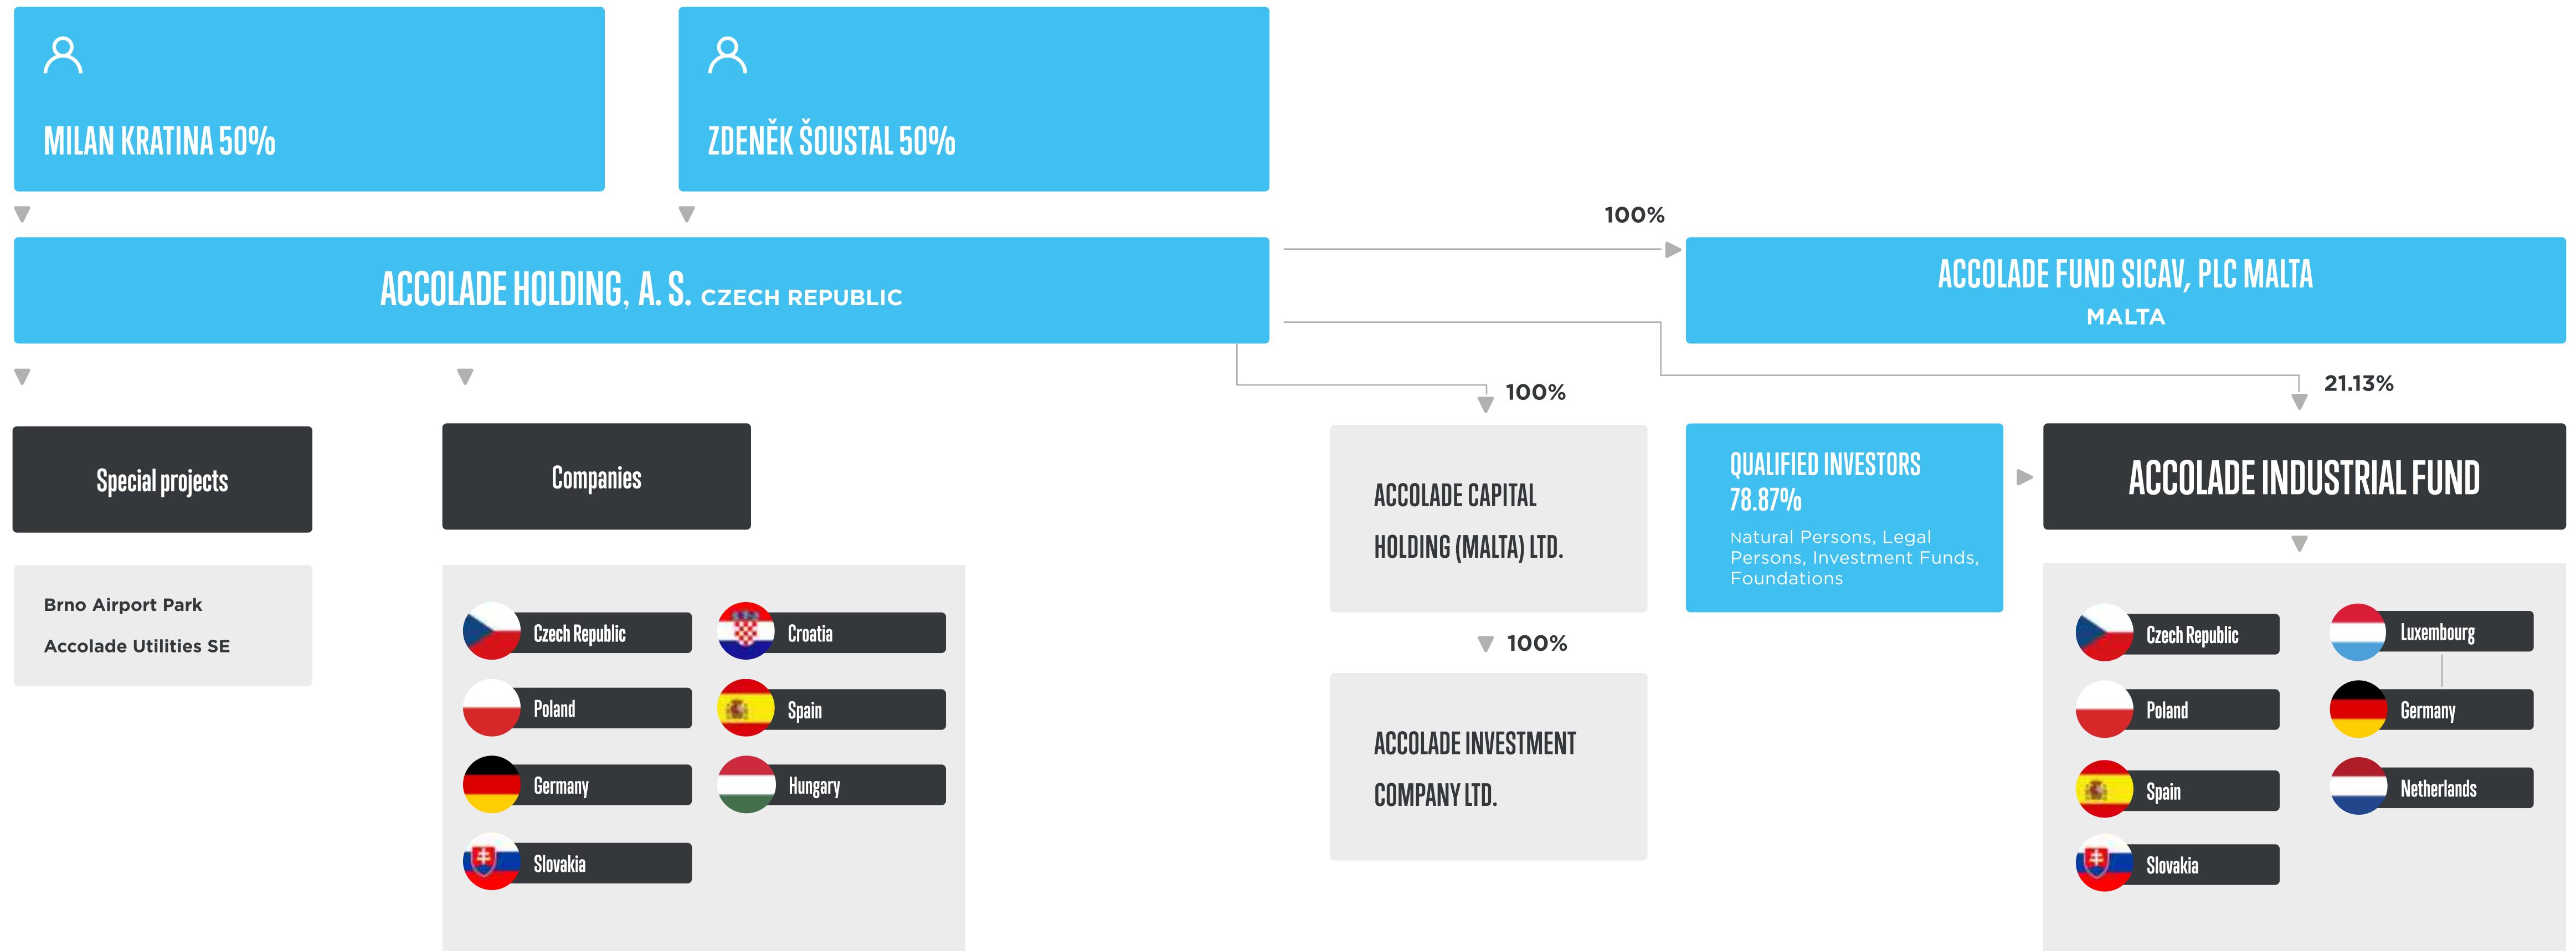 MILAN KRATINA 50%
ZDENĚK ŠOUSTAL 50%
100%
ACCOLADE HOLDING, A. S. CZECH REPUBLIC
ACCOLADE FUND SICAV, PLC MALTA
MALTA
100%
21.13%
Special projects
Companies
ACCOLADE CAPITAL
HOLDING (MALTA) LTD.
QUALIFIED INVESTORS
78.87%
Natural Persons, Legal
Persons, Investment Funds,
Foundations
ACCOLADE INDUSTRIAL FUND
Brno Airport Park
Accolade Utilities SE
Czech Republic
Croatia
Poland
Spain
Germany
Hungary
Slovakia
100%
ACCOLADE INVESTMENT
COMPANY LTD.
Czech Republic
Luxembourg
Poland
Germany
Spain
Netherlands
Slovakia